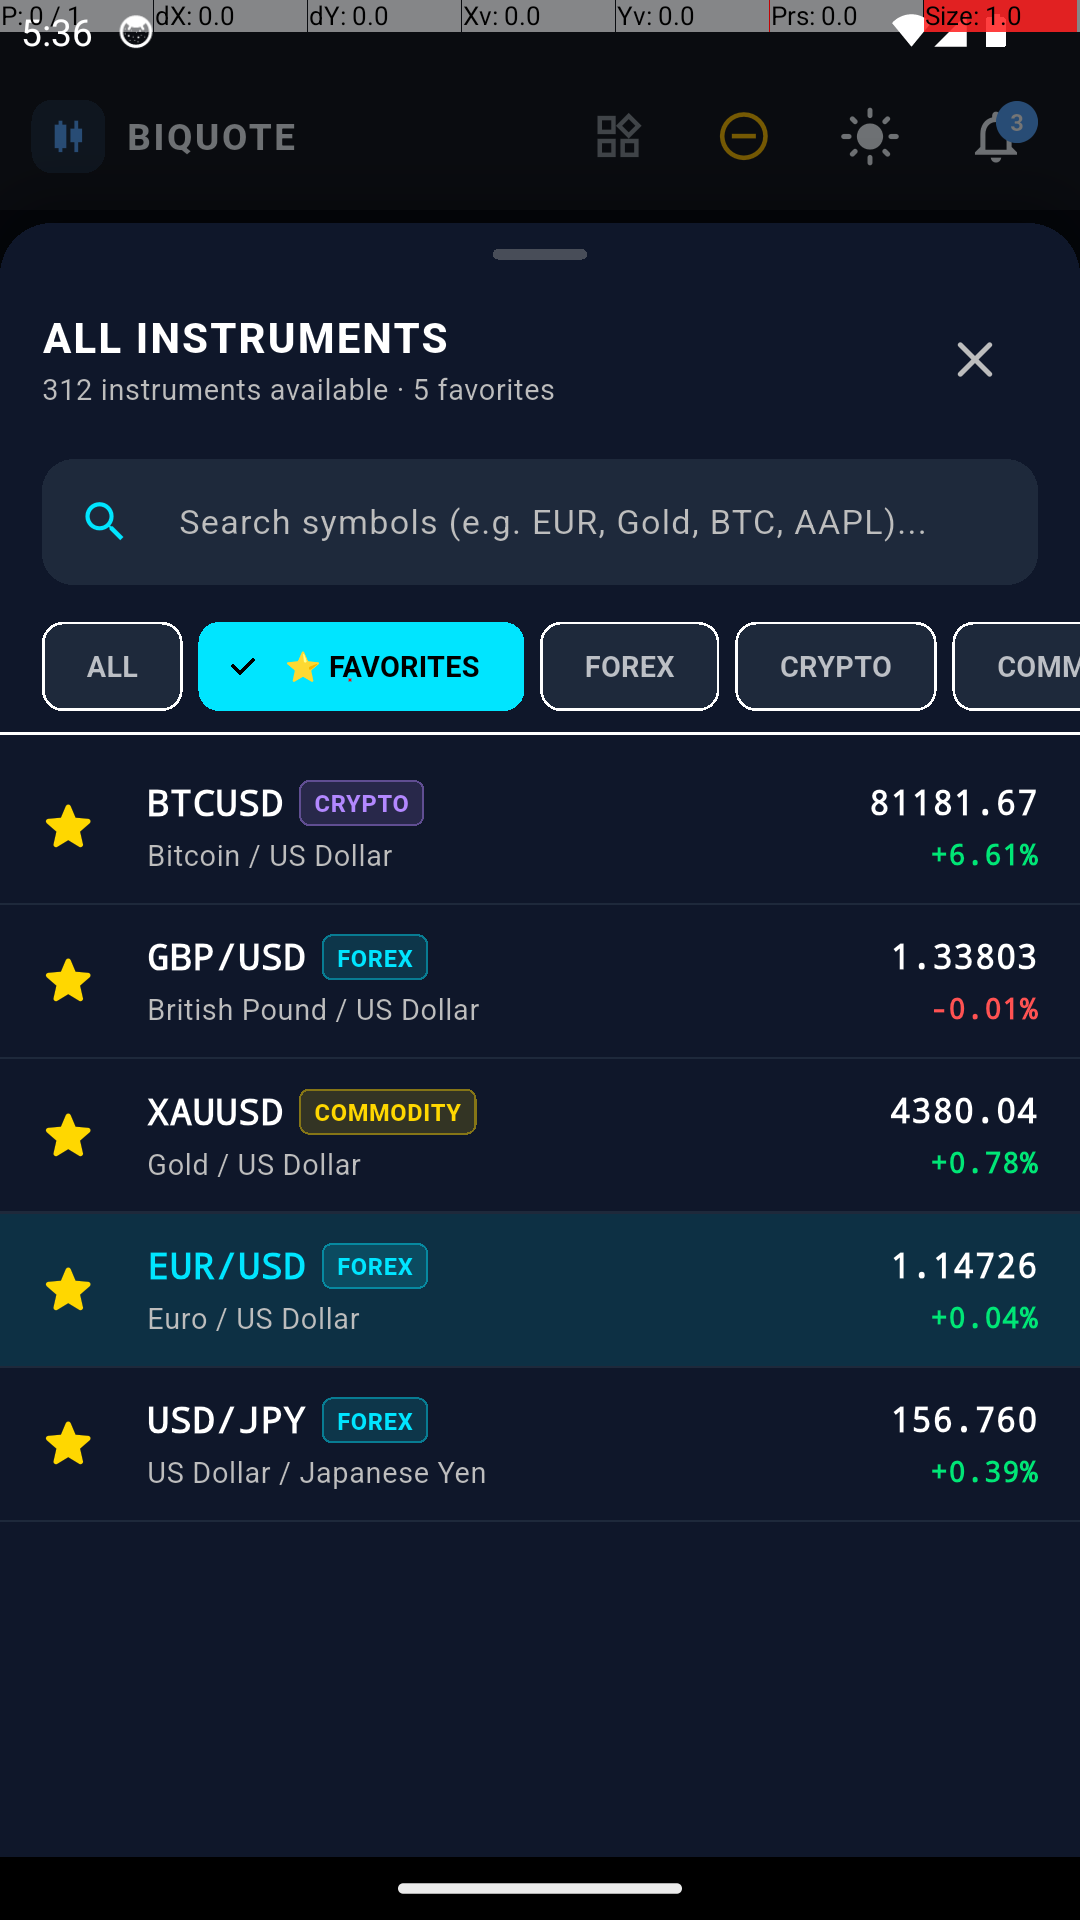 P: 0 / 1 dX: 0.0 dY: 0.0 Xv: 0.0 Yv: 0.0 Prs: 0.0 Size: 1.0
5:36
BIQUOTE 3
ALL INSTRUMENTS
312 instruments available · 5 favorites
Search symbols (e.g. EUR, Gold, BTC, AAPL)...
ALL ⭐ FAVORITES FOREX CRYPTO COMM
BTCUSD CRYPTO 81181.67
Bitcoin / US Dollar +6.61%
GBP/USD FOREX 1.33803
British Pound / US Dollar -0.01%
XAUUSD COMMODITY 4380.04
Gold / US Dollar +0.78%
EUR/USD FOREX 1.14726
Euro / US Dollar +0.04%
USD/JPY FOREX 156.760
US Dollar / Japanese Yen +0.39%